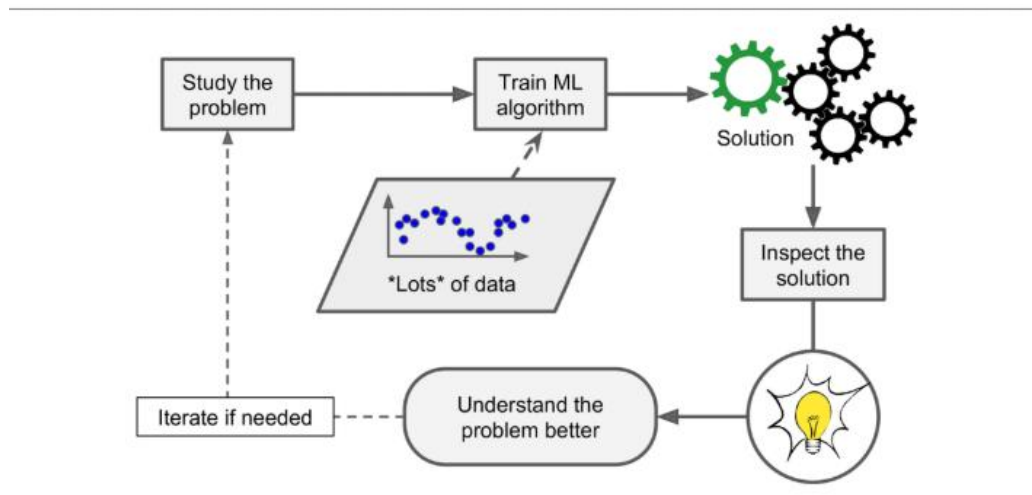 Study the
problem
Train ML
algorithm
Solution
*Lots* of data
Inspect the
solution
Understand the
problem better
Iterate if needed